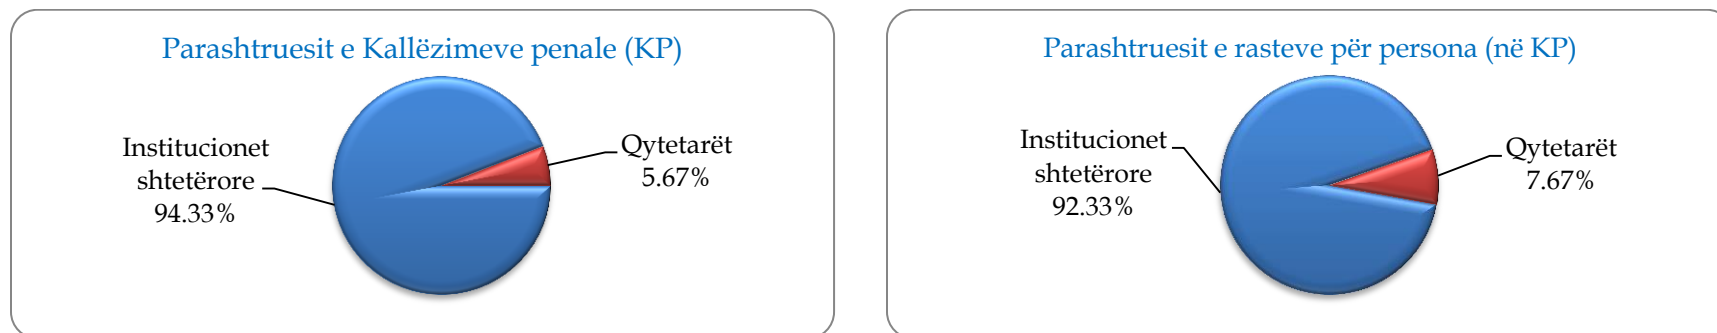 Parashtruesit e Kallëzimeve penale (KP)
Institucionet
shtetërore
94.33%
Qytetarët
5.67%
Parashtruesit e rasteve për persona (në KP)
Institucionet
shtetërore
92.33%
Qytetarët
7.67%